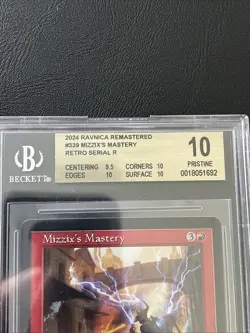 2024 RAVNICA REMASTERED
#339 MIZZIX'S MASTERY
RETRO SERIAL R
CENTERING 9.5 CORNERS 10
EDGES 10 SURFACE 10
10
PRISTINE
0018051692
B
BECKETT
Mizzix's Mastery 3